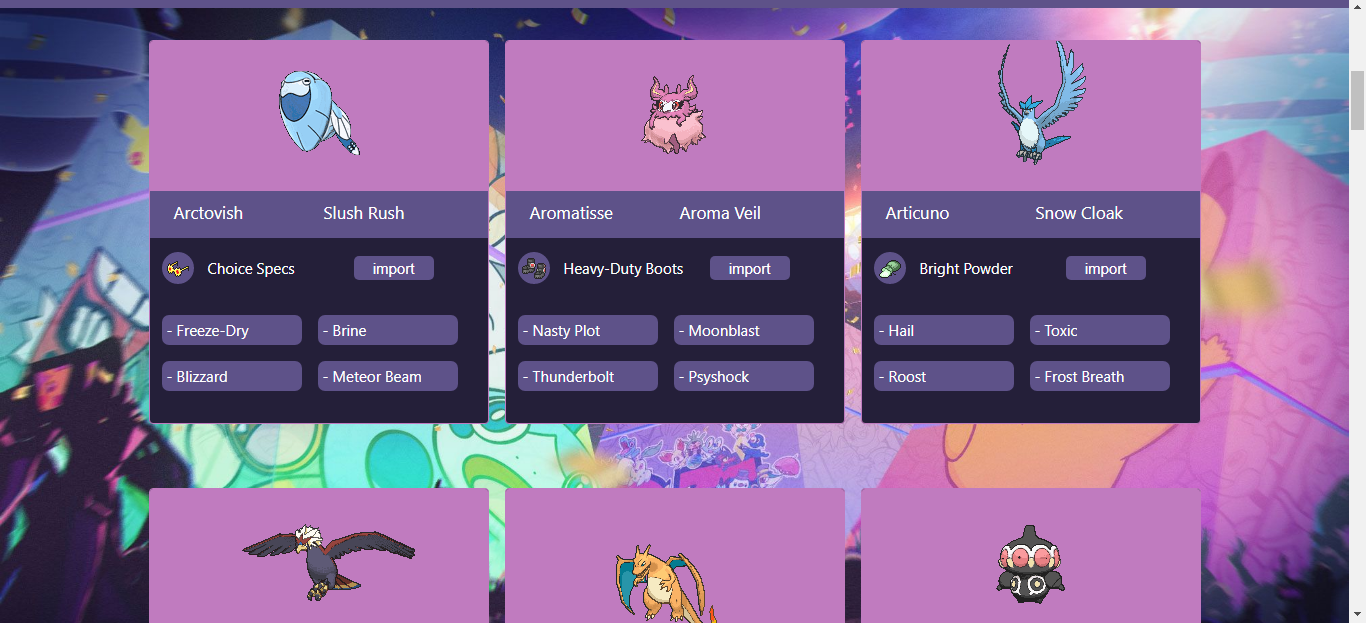 Arctovish Slush Rush
Choice Specs import
- Freeze-Dry - Brine
- Blizzard - Meteor Beam
Aromatisse Aroma Veil
Heavy-Duty Boots import
- Nasty Plot - Moonblast
- Thunderbolt - Psyshock
Articuno Snow Cloak
Bright Powder import
- Hail - Toxic
- Roost - Frost Breath